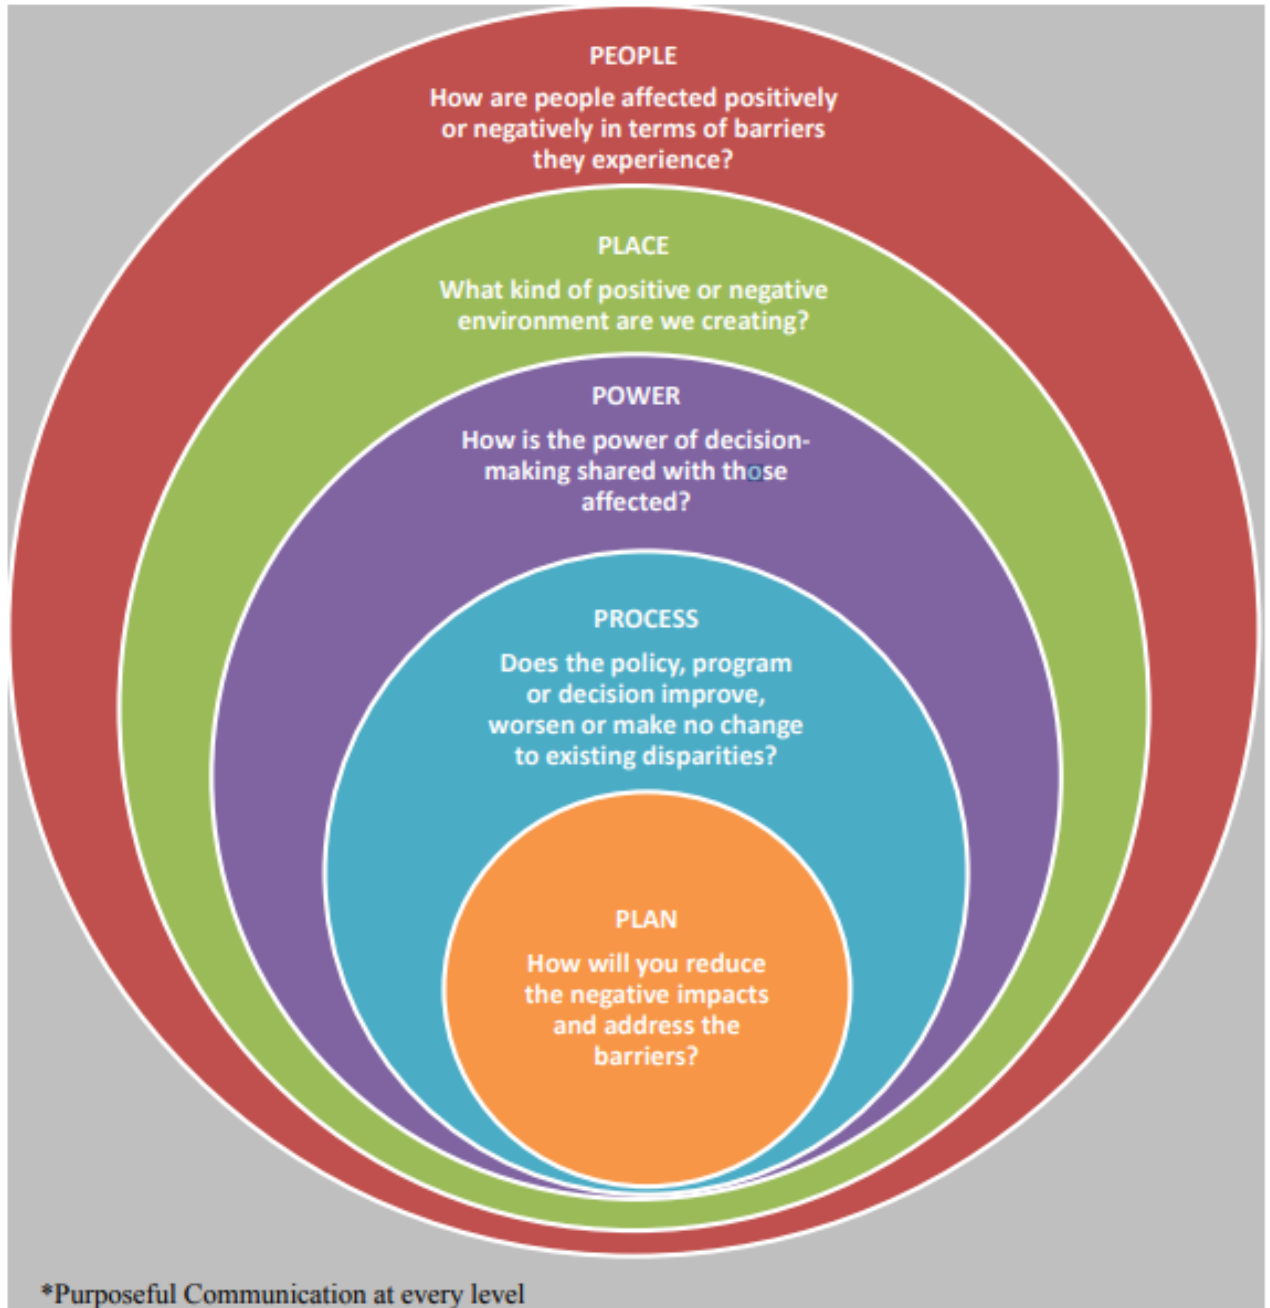 PEOPLE
How are people affected positively
or negatively in terms of barriers
they experience?
PLACE
What kind of positive or negative
environment are we creating?
POWER
How is the power of decision-
making shared with those
affected?
PROCESS
Does the policy, program
or decision improve,
worsen or make no change
to existing disparities?
PLAN
How will you reduce
the negative impacts
and address the
barriers?
*Purposeful Communication at every level